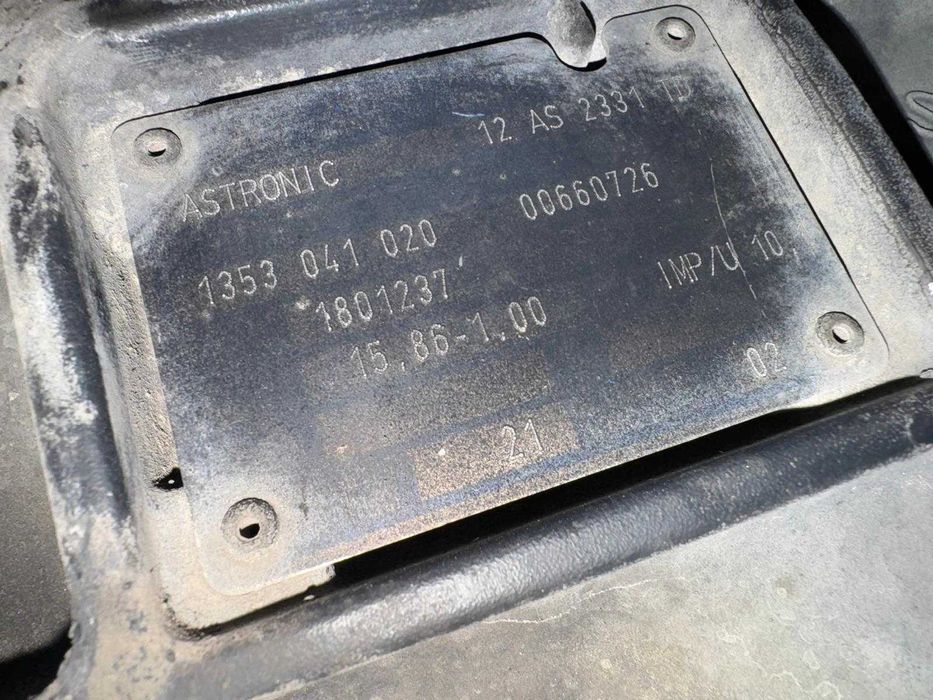 ASTRONIC 12 AS 2331 TD
1353 041 020 00660726
1801237
15,86-1.00 IMP/U 10,
02
21